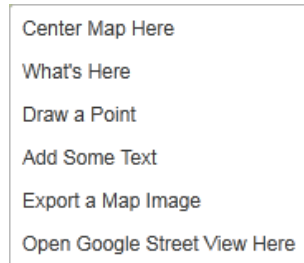 Center Map Here
What's Here
Draw a Point
Add Some Text
Export a Map Image
Open Google Street View Here